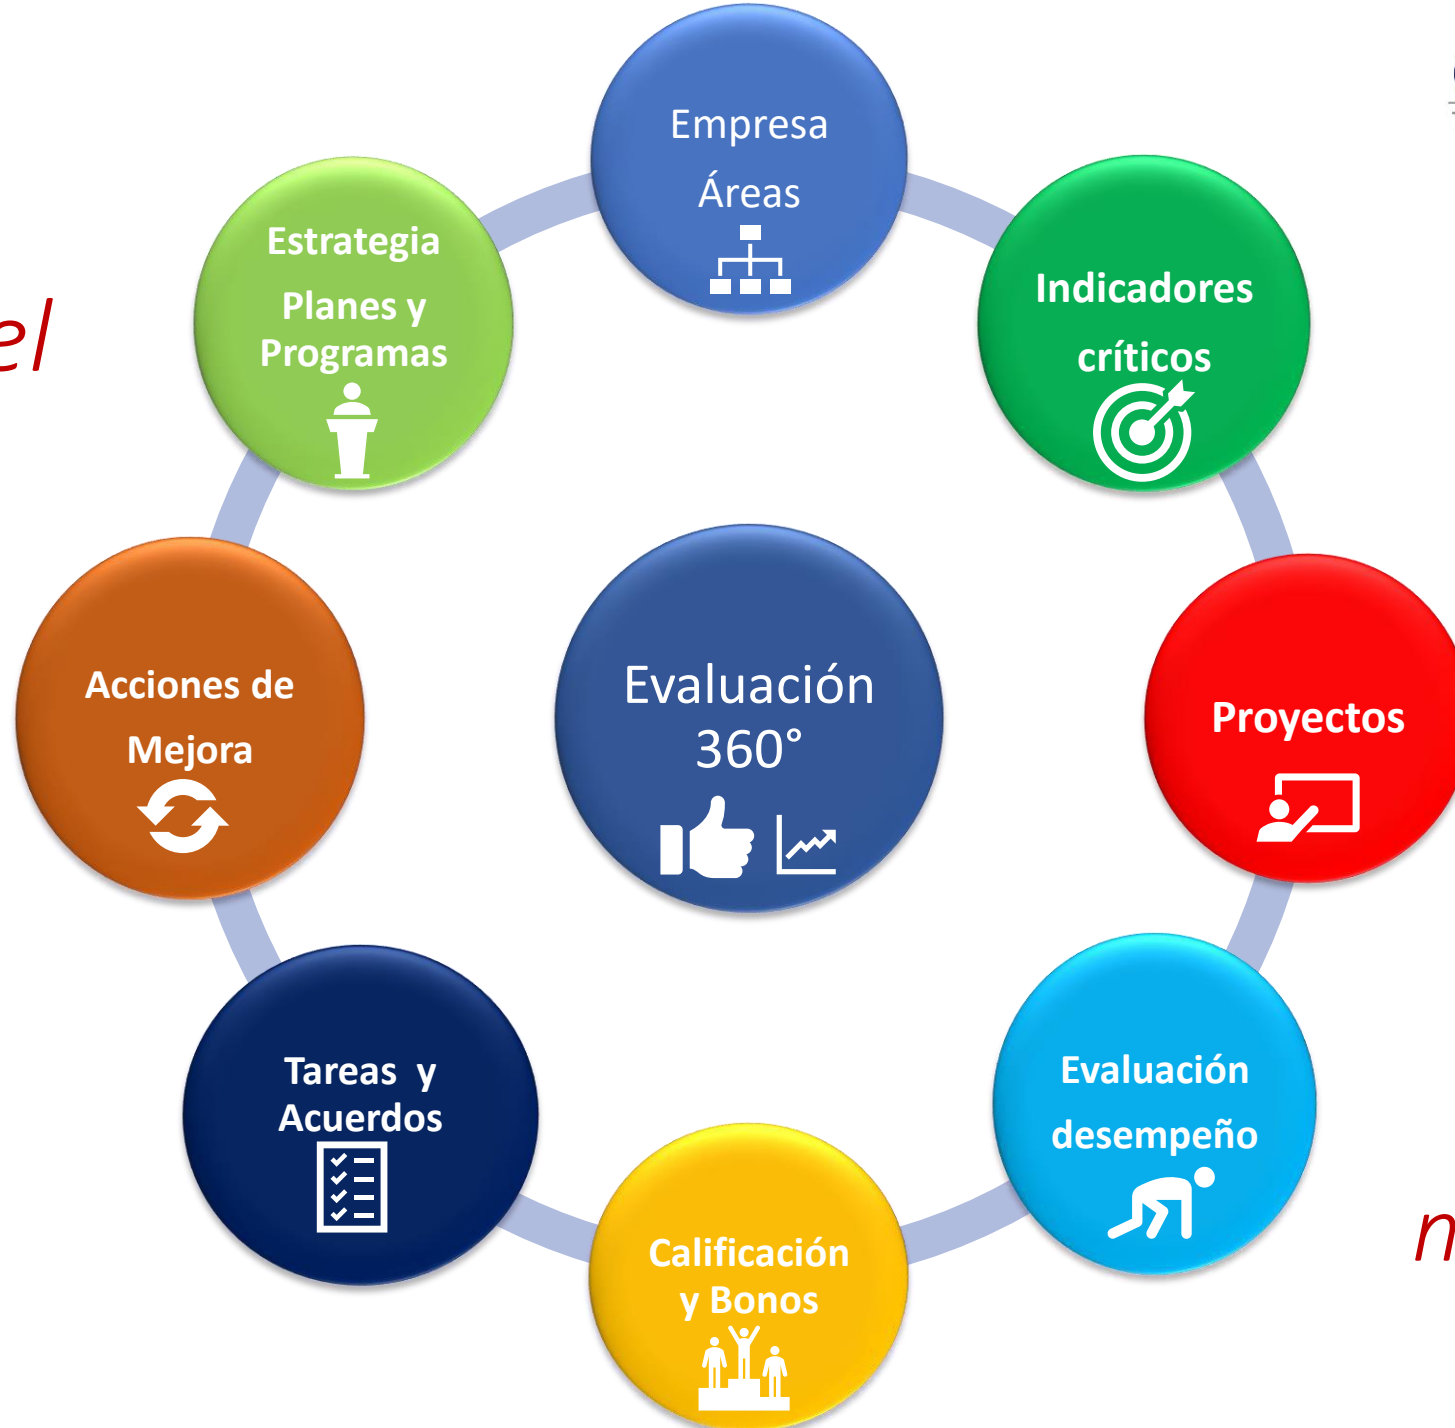 Empresa
Áreas
Estrategia
Planes y
Programas
Indicadores
críticos
el
Acciones de
Mejora
Evaluación
360°
Proyectos
Tareas y
Acuerdos
Evaluación
desempeño
Calificación
y Bonos